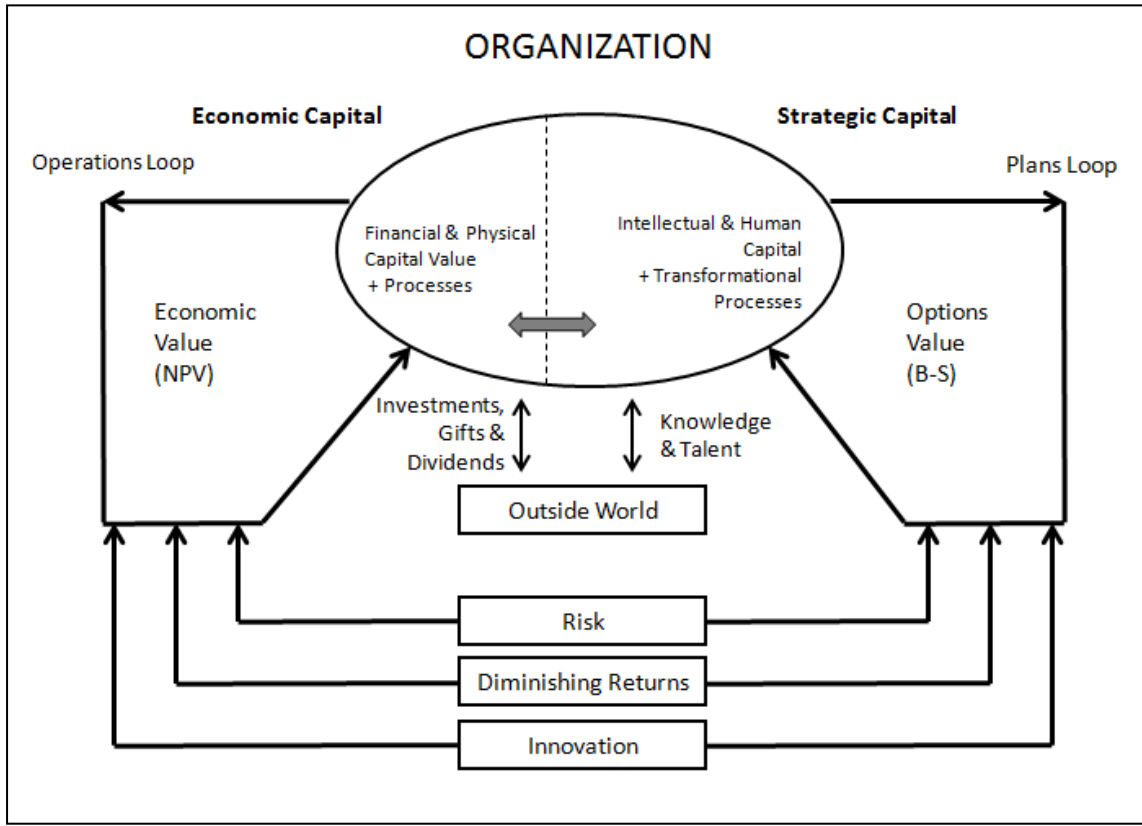 ORGANIZATION
Economic Capital
Strategic Capital
Operations Loop
Plans Loop
Financial & Physical
Capital Value
+ Processes
Intellectual & Human
Capital
+ Transformational
Processes
Economic
Value
(NPV)
Options
Value
(B-S)
Investments,
Gifts &
Dividends
Knowledge
& Talent
Outside World
Risk
Diminishing Returns
Innovation